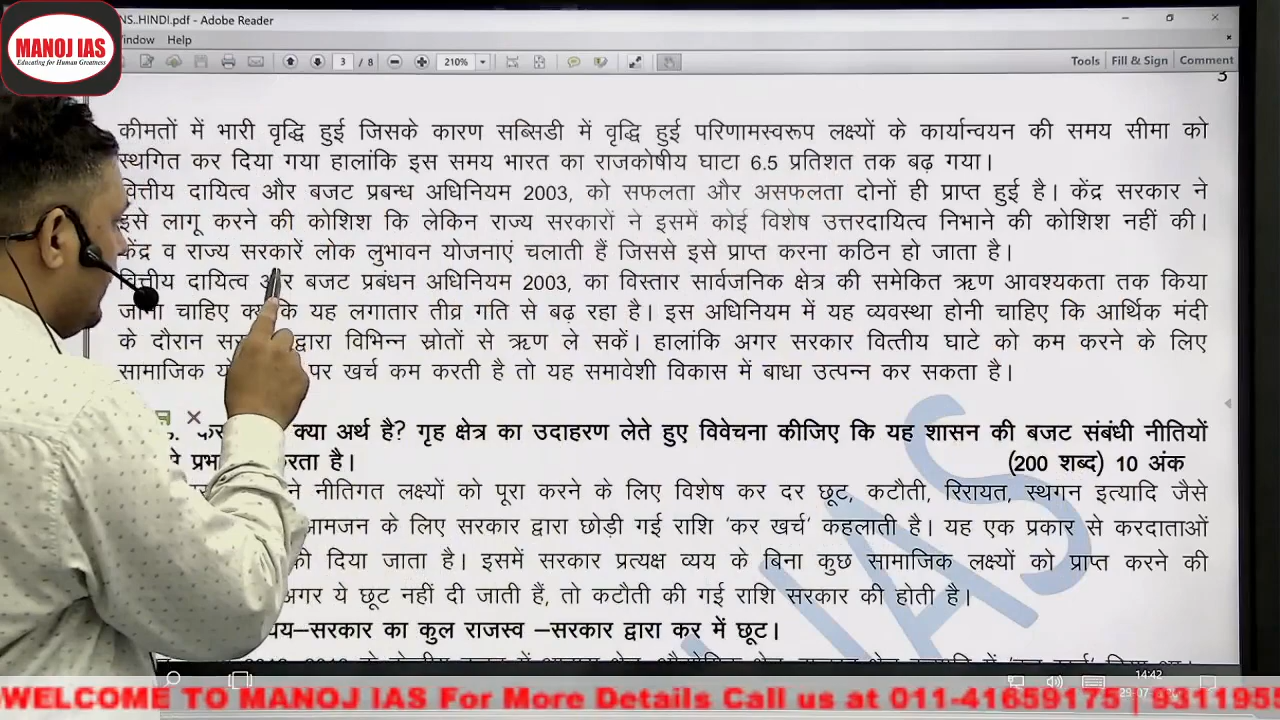 MANOJ IAS
Educating for Human Greatness
NS..HINDI.pdf - Adobe Reader
indow Help
3 / 8 210% Tools Fill & Sign Comment
3
कीमतों में भारी वृद्धि हुई जिसके कारण सब्सिडी में वृद्धि हुई परिणामस्वरूप लक्ष्यों के कार्यान्वयन की समय सीमा को
स्थगित कर दिया गया हालांकि इस समय भारत का राजकोषीय घाटा 6.5 प्रतिशत तक बढ़ गया।
वित्तीय दायित्व और बजट प्रबन्ध अधिनियम 2003, को सफलता और असफलता दोनों ही प्राप्त हुई है। केंद्र सरकार ने
इसे लागू करने की कोशिश कि लेकिन राज्य सरकारों ने इसमें कोई विशेष उत्तरदायित्व निभाने की कोशिश नहीं की।
केंद्र व राज्य सरकारें लोक लुभावन योजनाएं चलाती हैं जिससे इसे प्राप्त करना कठिन हो जाता है।
वित्तीय दायित्व और बजट प्रबंधन अधिनियम 2003, का विस्तार सार्वजनिक क्षेत्र की समेकित ऋण आवश्यकता तक किया
जाना चाहिए कि यह लगातार तीव्र गति से बढ़ रहा है। इस अधिनियम में यह व्यवस्था होनी चाहिए कि आर्थिक मंदी
के दौरान द्वारा विभिन्न स्रोतों से ऋण ले सकें। हालांकि अगर सरकार वित्तीय घाटे को कम करने के लिए
सामाजिक पर खर्च कम करती है तो यह समावेशी विकास में बाधा उत्पन्न कर सकता है।
क्या अर्थ है? गृह क्षेत्र का उदाहरण लेते हुए विवेचना कीजिए कि यह शासन की बजट संबंधी नीतियों
से है। (200 शब्द) 10 अंक
नीतिगत लक्ष्यों को पूरा करने के लिए विशेष कर दर छूट, कटौती, रिरायत, स्थगन इत्यादि जैसे
आमजन के लिए सरकार द्वारा छोड़ी गई राशि 'कर खर्च' कहलाती है। यह एक प्रकार से करदाताओं
दिया जाता है। इसमें सरकार प्रत्यक्ष व्यय के बिना कुछ सामाजिक लक्ष्यों को प्राप्त करने की
अगर ये छूट नहीं दी जाती हैं, तो कटौती की गई राशि सरकार की होती है।
–सरकार का कुल राजस्व –सरकार द्वारा कर में छूट।
IAS
14:42
WELCOME TO MANOJ IAS For More Details Call us at 011-41659175 | 9311955